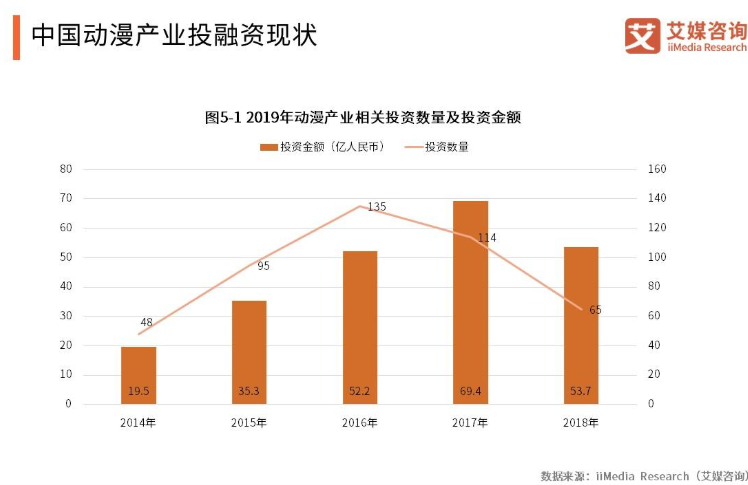 中国动漫产业投融资现状
艾 艾媒咨询
iiMedia Research
图5-1 2019年动漫产业相关投资数量及投资金额
投资金额（亿人民币） 投资数量
80 160
70 140
60 120
50 100
40 80
30 60
20 40
10 20
0 0
48 95 135 114 65
19.5 35.3 52.2 69.4 53.7
2014年 2015年 2016年 2017年 2018年
数据来源：iiMedia Research（艾媒咨询）